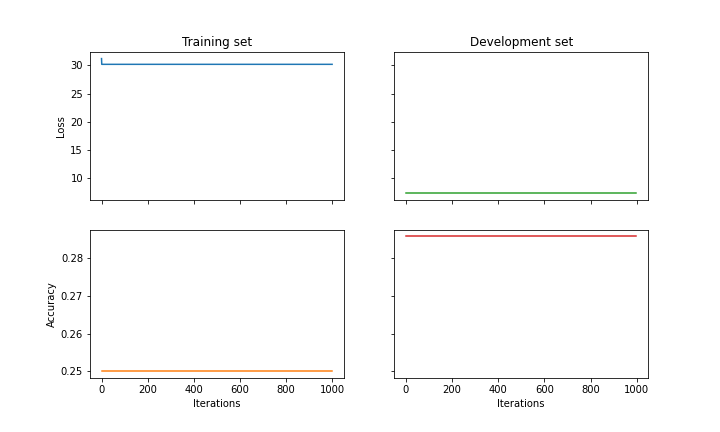 Training set
Development set
Loss
30
25
20
15
10
Accuracy
0.28
0.27
0.26
0.25
0 200 400 600 800 1000
0 200 400 600 800 1000
Iterations
Iterations